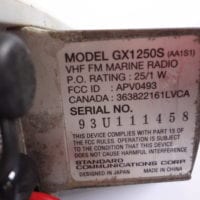 MODEL GX1250S (AA1S1)
VHF FM MARINE RADIO
P.O. RATING : 25/1 W
FCC ID : APV0493
CANADA : 363822161LVCA
SERIAL NO.
93U111458
THIS DEVICE COMPLIES WITH PART 15 OF
THE FCC RULES. OPERATION IS SUBJECT TO
THE CONDITION THAT THIS DEVICE DOES
NOT CAUSE HARMFUL INTERFERENCE
STANDARD
COMMUNICATIONS CORP.
DESIGNED IN JAPAN
MADE IN CHINA